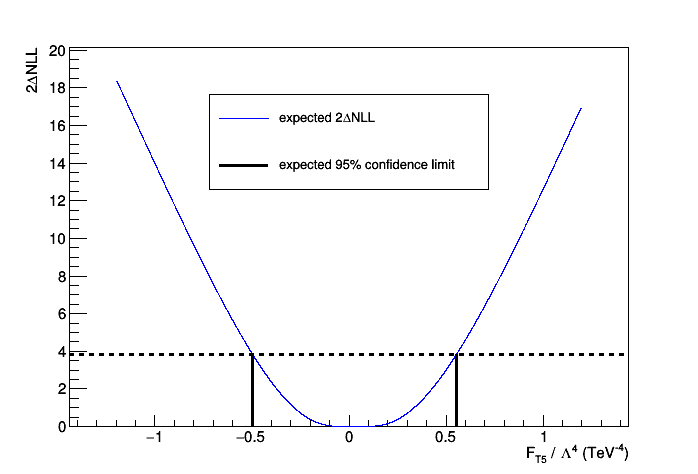 2ΔNLL
20
18
16
14
12
10
8
6
4
2
0
expected 2ΔNLL
expected 95% confidence limit
−1 −0.5 0 0.5 1
F_T5 / Λ^4 (TeV^-4)